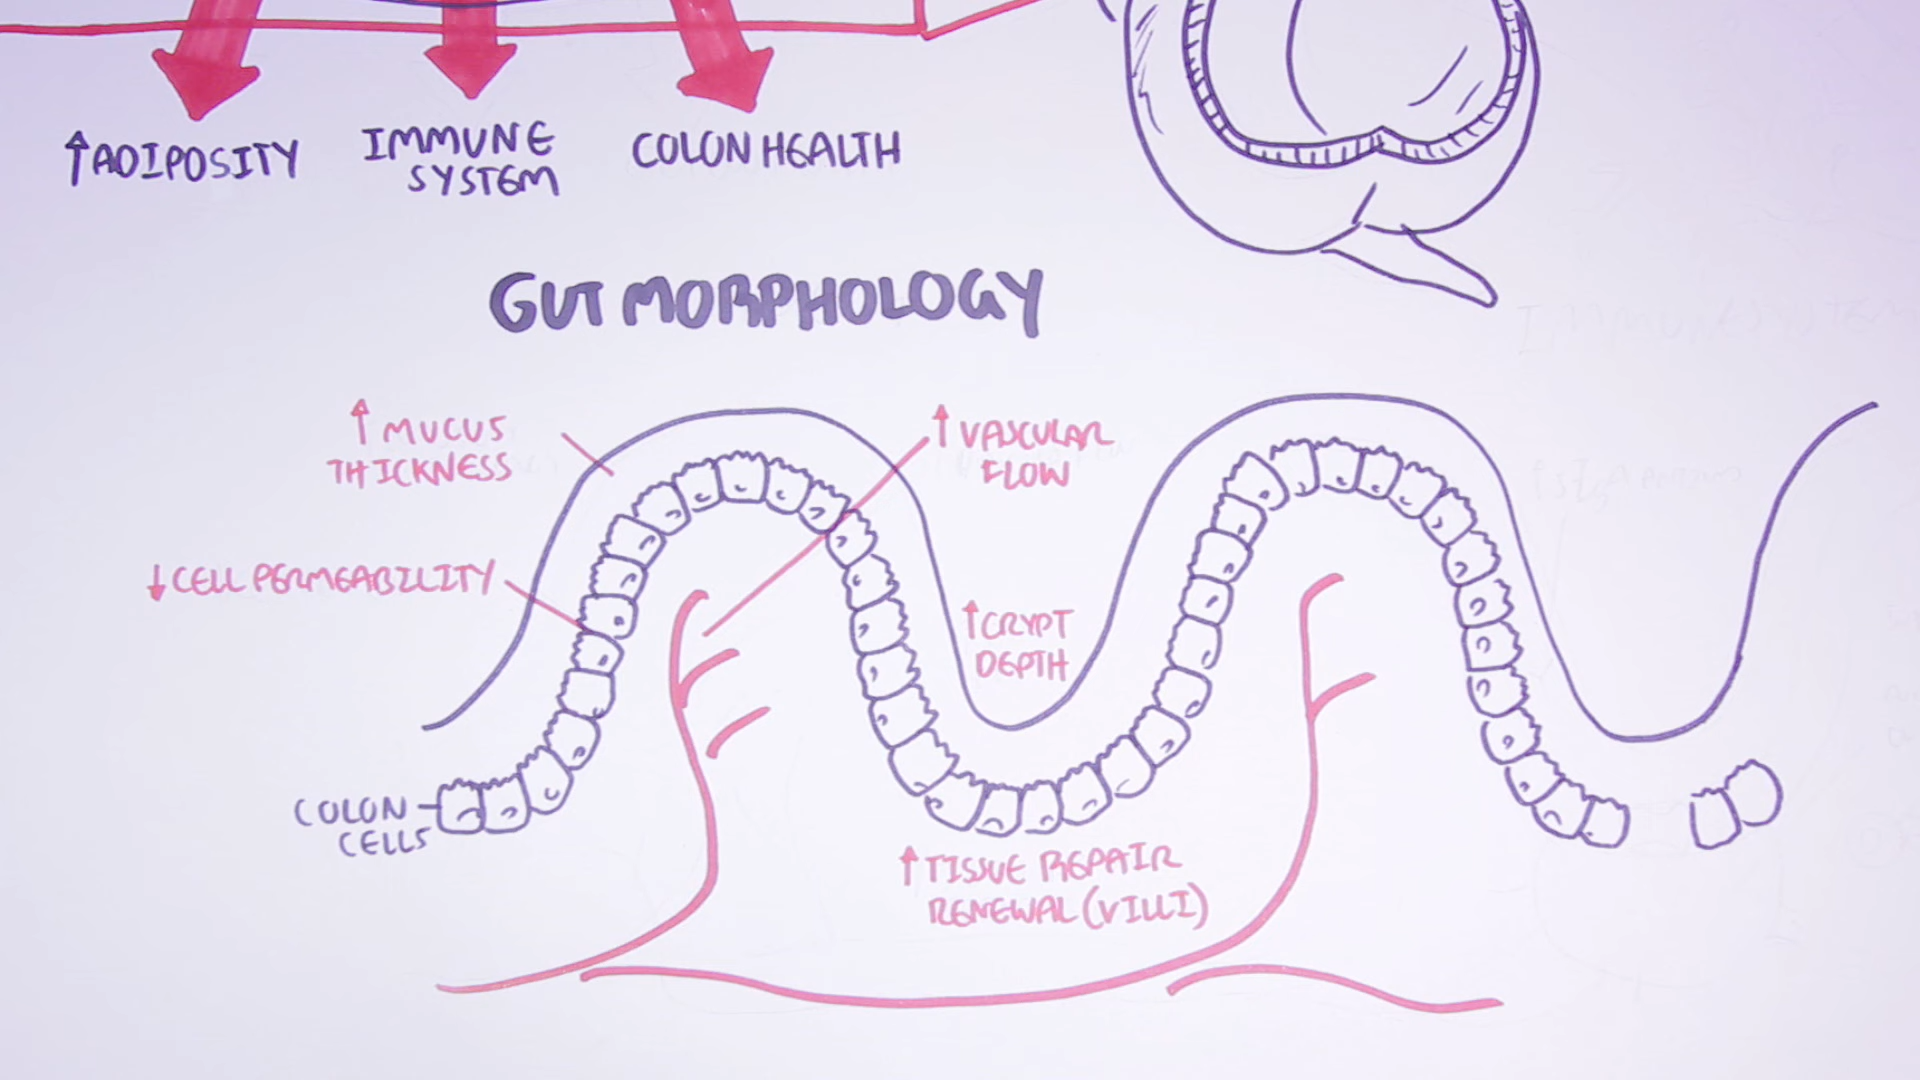 ↑ADIPOSITY
IMMUNE
SYSTEM
COLON HEALTH
GUT MORPHOLOGY
↑ MUCUS
THICKNESS
↑ VASCULAR
FLOW
↓ CELL PERMEABILITY
↑CRYPT
DEPTH
COLON
CELLS
↑TISSUE REPAIR
RENEWAL (VILLI)